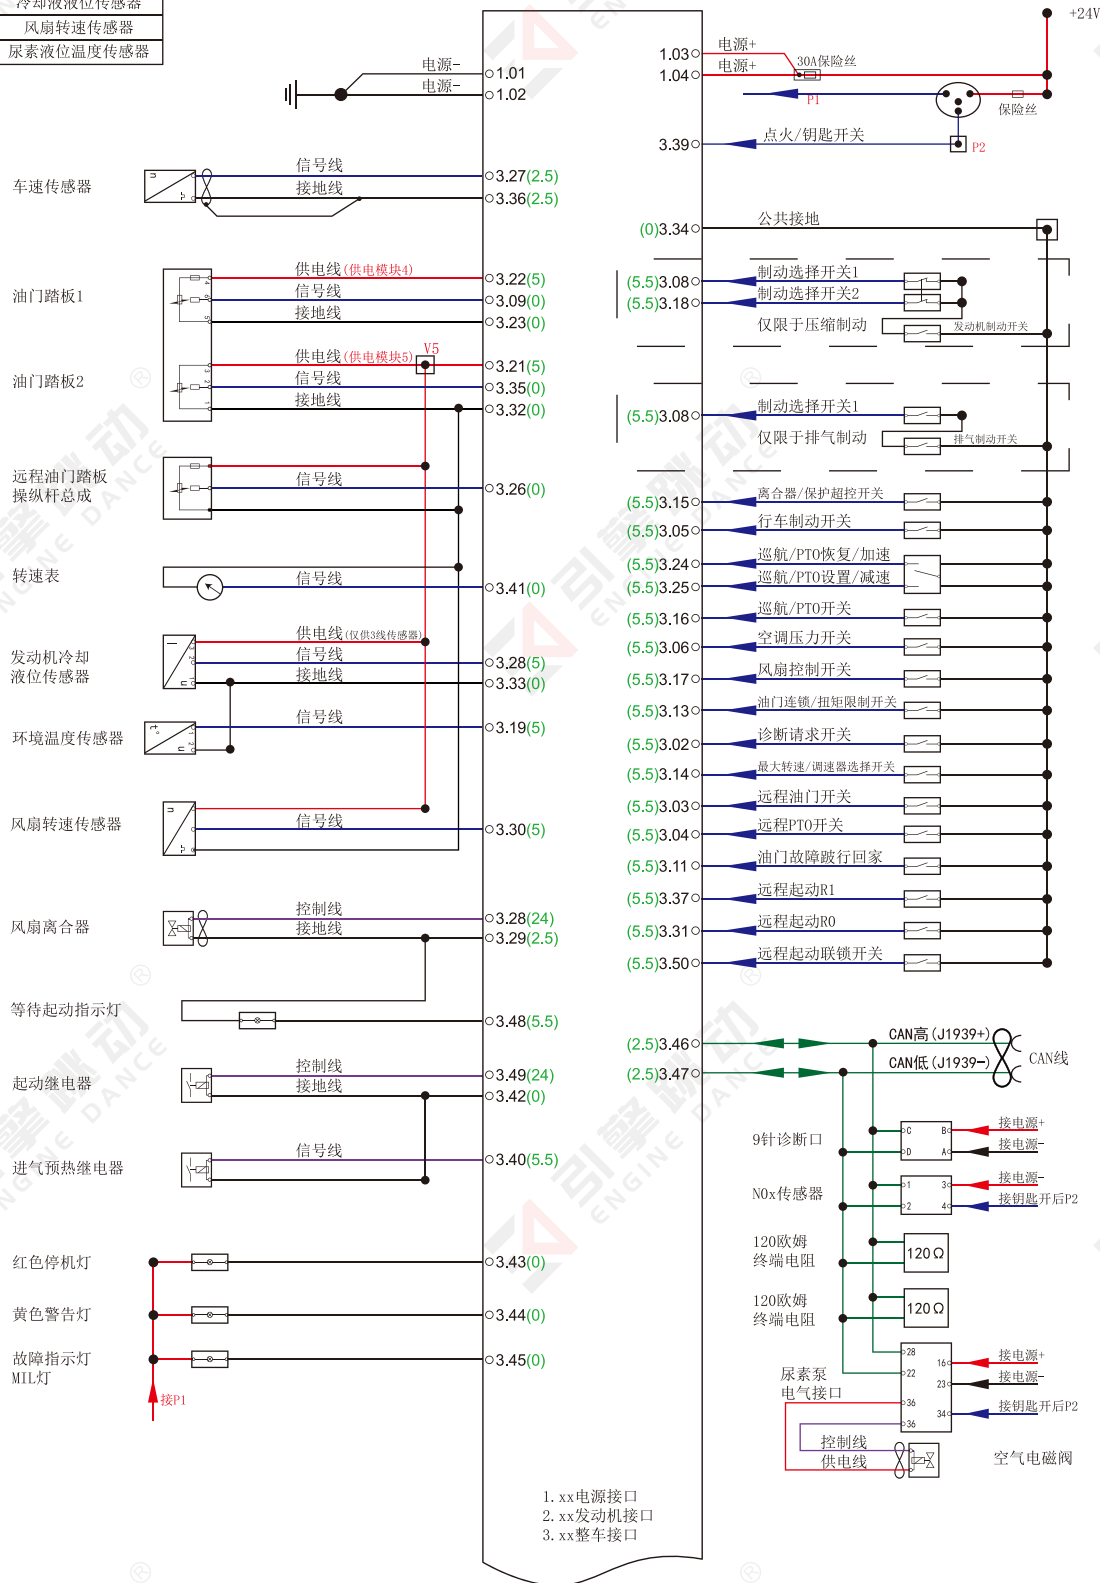 冷却液液位传感器
风扇转速传感器
尿素液位温度传感器
+24V
电源-
1.01
电源-
1.02
1.03
电源+
1.04
电源+
30A保险丝
P1
保险丝
3.39
点火/钥匙开关
P2
车速传感器
n
信号线
3.27(2.5)
接地线
3.36(2.5)
(0)3.34
公共接地
油门踏板1
4
6
5
供电线(供电模块4)
3.22(5)
信号线
3.09(0)
接地线
3.23(0)
(5.5)3.08
制动选择开关1
(5.5)3.18
制动选择开关2
仅限于压缩制动
发动机制动开关
油门踏板2
3
2
1
供电线(供电模块5)
V5
3.21(5)
信号线
3.35(0)
接地线
3.32(0)
(5.5)3.08
制动选择开关1
仅限于排气制动
排气制动开关
远程油门踏板
操纵杆总成
信号线
3.26(0)
(5.5)3.15
离合器/保护超控开关
(5.5)3.05
行车制动开关
(5.5)3.24
巡航/PTO恢复/加速
(5.5)3.25
巡航/PTO设置/减速
(5.5)3.16
巡航/PTO开关
(5.5)3.06
空调压力开关
(5.5)3.17
风扇控制开关
(5.5)3.13
油门连锁/扭矩限制开关
(5.5)3.02
诊断请求开关
(5.5)3.14
最大转速/调速器选择开关
(5.5)3.03
远程油门开关
(5.5)3.04
远程PTO开关
(5.5)3.11
油门故障跛行回家
(5.5)3.37
远程起动R1
(5.5)3.31
远程起动R0
(5.5)3.50
远程起动联锁开关
转速表
信号线
3.41(0)
发动机冷却
液位传感器
3
2
1
u
供电线(仅供3线传感器)
信号线
3.28(5)
接地线
3.33(0)
环境温度传感器
t°
u
1
2
信号线
3.19(5)
风扇转速传感器
n
信号线
3.30(5)
风扇离合器
控制线
3.28(24)
接地线
3.29(2.5)
等待起动指示灯
3.48(5.5)
起动继电器
控制线
3.49(24)
接地线
3.42(0)
进气预热继电器
信号线
3.40(5.5)
红色停机灯
3.43(0)
黄色警告灯
3.44(0)
故障指示灯
MIL灯
3.45(0)
接P1
(2.5)3.46
CAN高(J1939+)
(2.5)3.47
CAN低(J1939-)
CAN线
9针诊断口
C
B
接电源+
D
A
接电源-
NOx传感器
1
3
接电源-
2
4
接钥匙开后P2
120欧姆
终端电阻
120Ω
120欧姆
终端电阻
120Ω
尿素泵
电气接口
28
16
接电源+
22
23
接电源-
36
34
接钥匙开后P2
36
控制线
供电线
空气电磁阀
1.xx电源接口
2.xx发动机接口
3.xx整车接口
引擎跳动
ENGINE DANCE
®